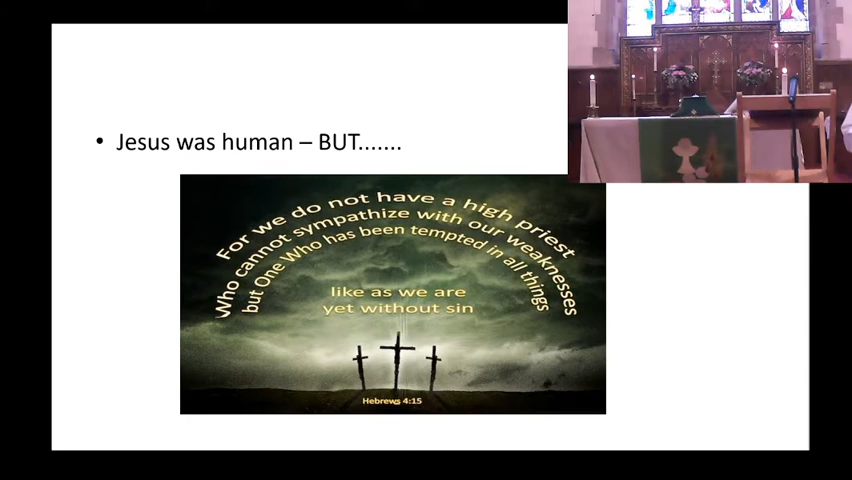 • Jesus was human – BUT.......
For we do not have a high priest
Who cannot sympathize with our weaknesses
but One Who has been tempted in all things
like as we are
yet without sin
Hebrews 4:15